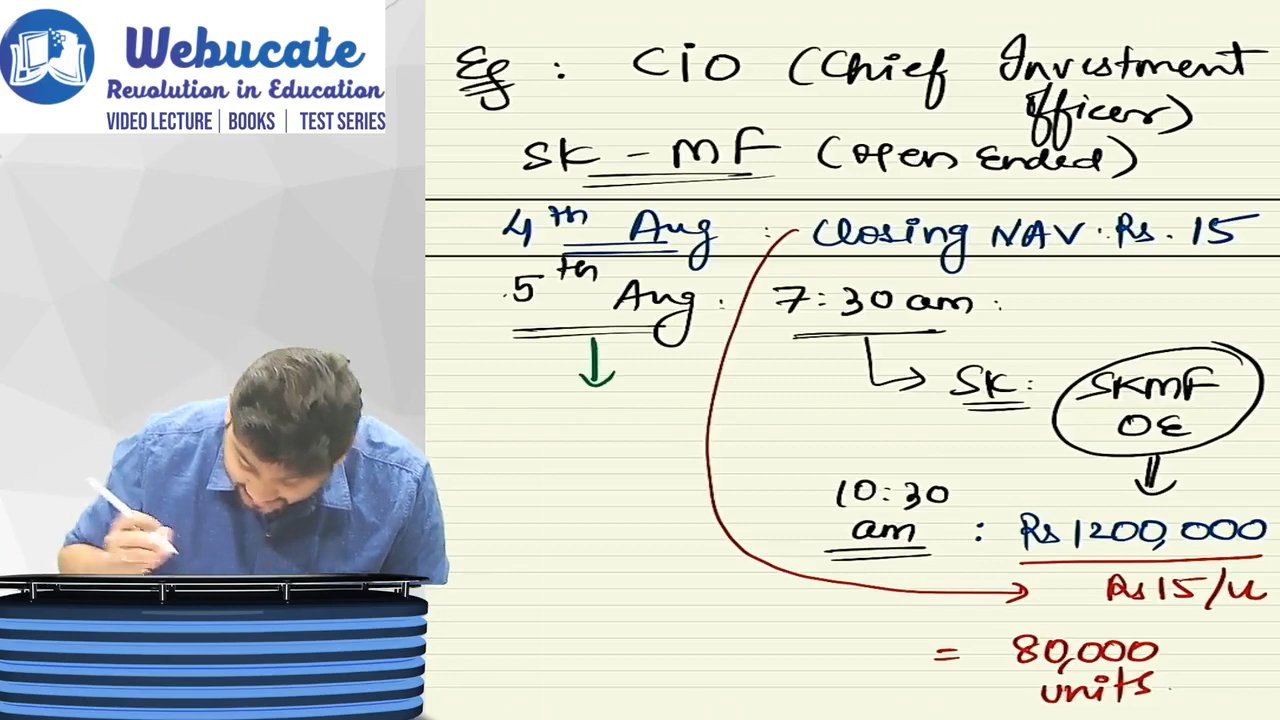 Webucate
Revolution in Education
VIDEO LECTURE | BOOKS | TEST SERIES
Eg : CiO (Chief Investment
Officer)
SK - MF (Open Ended)
4th Aug : Closing NAV. Rs. 15
5th Aug : 7:30 am :
SK : SKMF
OE
10:30
am : Rs 1200,000
Rs 15/u
= 80,000
units